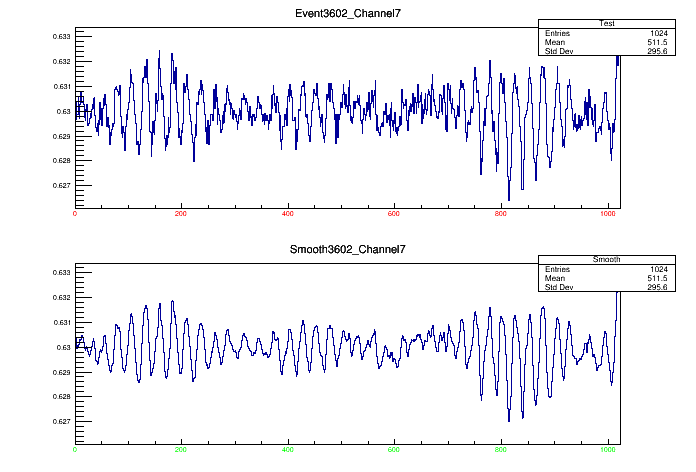 Event3602_Channel7
Test
Entries 1024
Mean 511.5
Std Dev 295.6
0.633
0.632
0.631
0.63
0.629
0.628
0.627
0 200 400 600 800 1000
Smooth3602_Channel7
Smooth
Entries 1024
Mean 511.5
Std Dev 295.6
0.633
0.632
0.631
0.63
0.629
0.628
0.627
0 200 400 600 800 1000